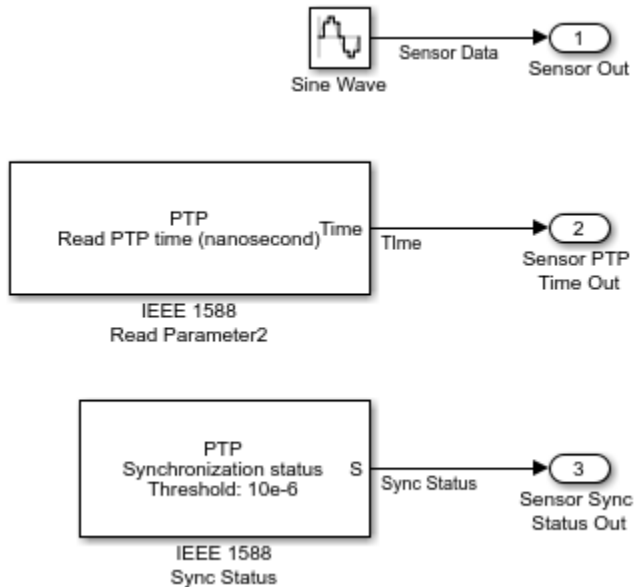 Sensor Data
1
Sine Wave
Sensor Out
PTP
Read PTP time (nanosecond)
Time
TIme
2
IEEE 1588
Read Parameter2
Sensor PTP
Time Out
PTP
Synchronization status
Threshold: 10e-6
S
Sync Status
3
IEEE 1588
Sync Status
Sensor Sync
Status Out